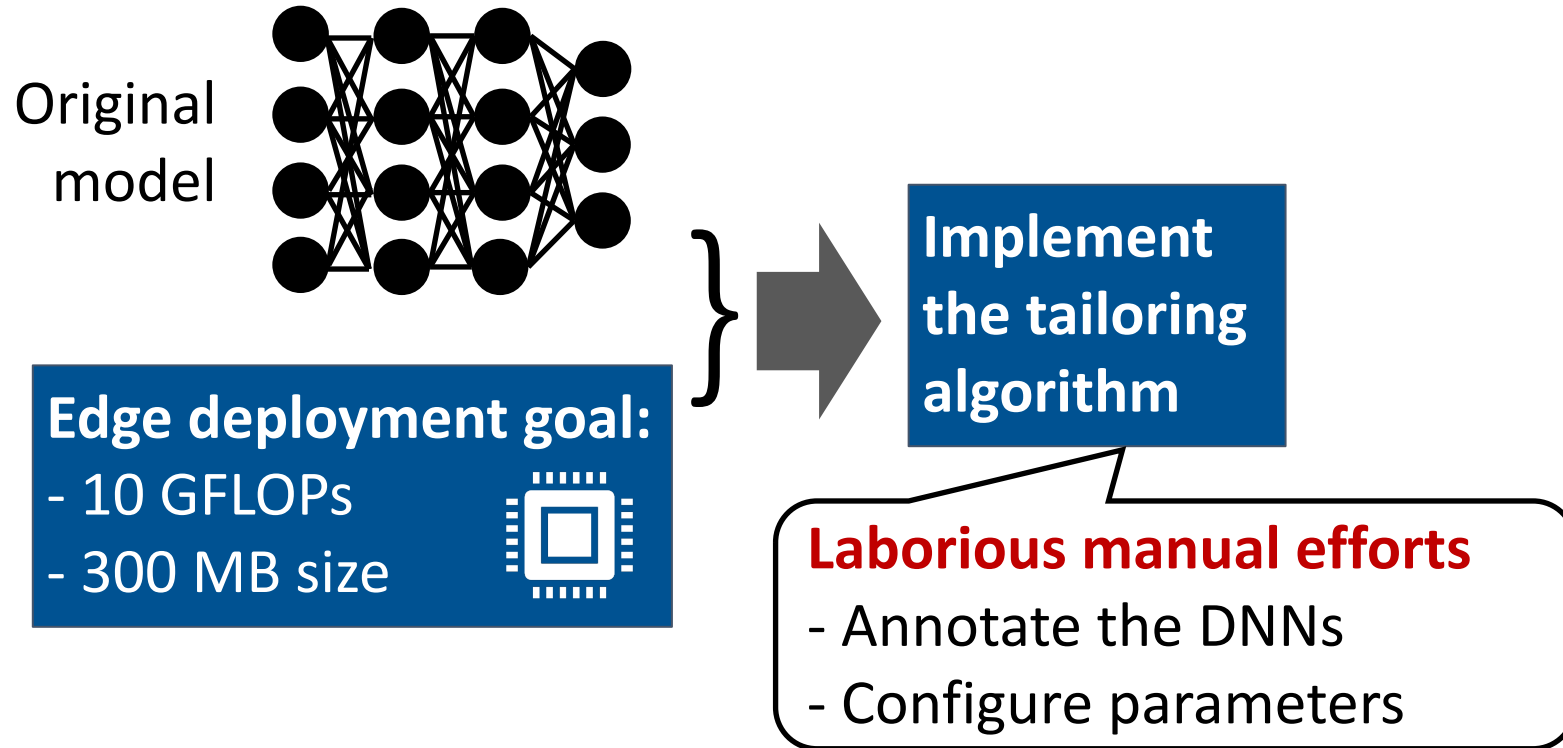 Original
model
Edge deployment goal:
- 10 GFLOPs
- 300 MB size
}
Implement
the tailoring
algorithm
Laborious manual efforts
- Annotate the DNNs
- Configure parameters